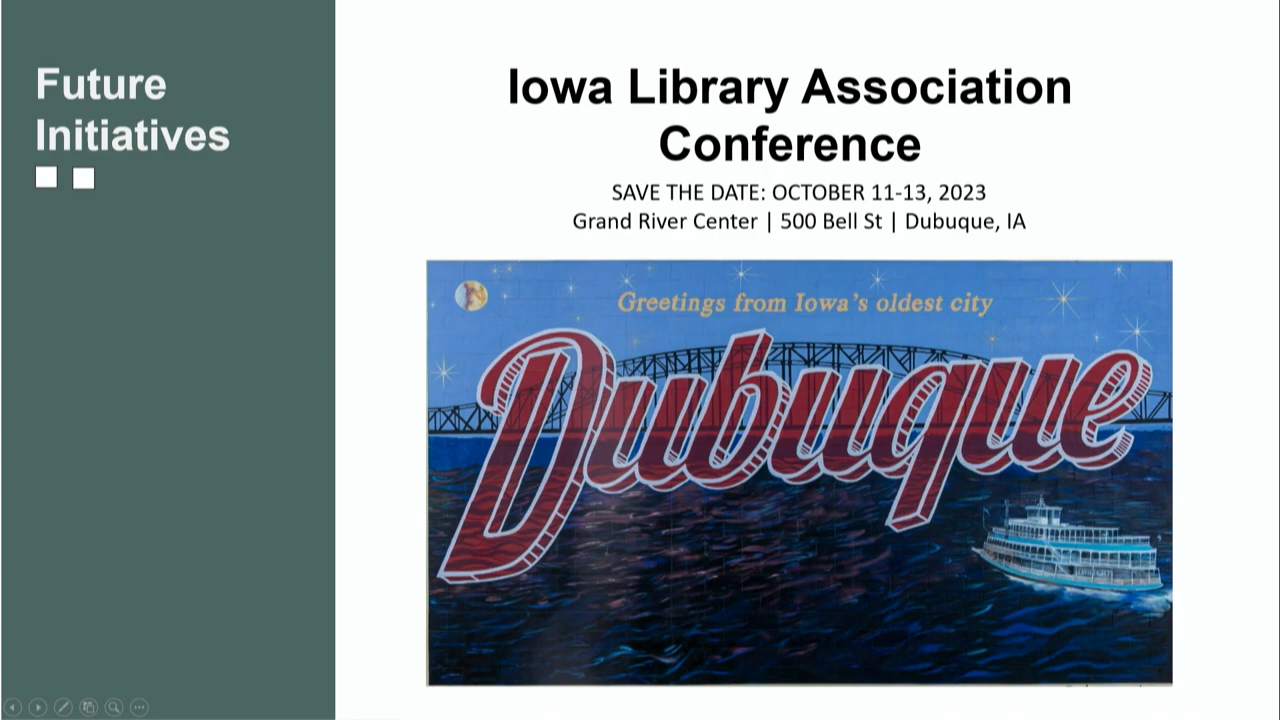 Future
Initiatives
Iowa Library Association
Conference
SAVE THE DATE: OCTOBER 11-13, 2023
Grand River Center | 500 Bell St | Dubuque, IA
Greetings from Iowa's oldest city
Dubuque